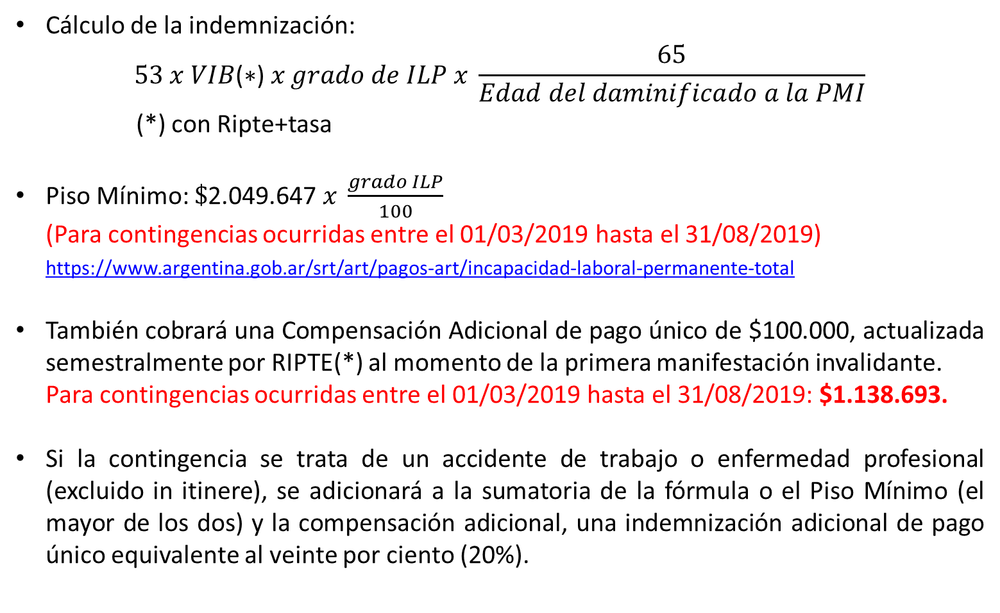 • Cálculo de la indemnización:
53 x VIB(∗) x grado de ILP x 65 / Edad del daminificado a la PMI
(*) con Ripte+tasa
• Piso Mínimo: $2.049.647 x grado ILP / 100
(Para contingencias ocurridas entre el 01/03/2019 hasta el 31/08/2019)
https://www.argentina.gob.ar/srt/art/pagos-art/incapacidad-laboral-permanente-total
• También cobrará una Compensación Adicional de pago único de $100.000, actualizada
semestralmente por RIPTE(*) al momento de la primera manifestación invalidante.
Para contingencias ocurridas entre el 01/03/2019 hasta el 31/08/2019: $1.138.693.
• Si la contingencia se trata de un accidente de trabajo o enfermedad profesional
(excluido in itinere), se adicionará a la sumatoria de la fórmula o el Piso Mínimo (el
mayor de los dos) y la compensación adicional, una indemnización adicional de pago
único equivalente al veinte por ciento (20%).